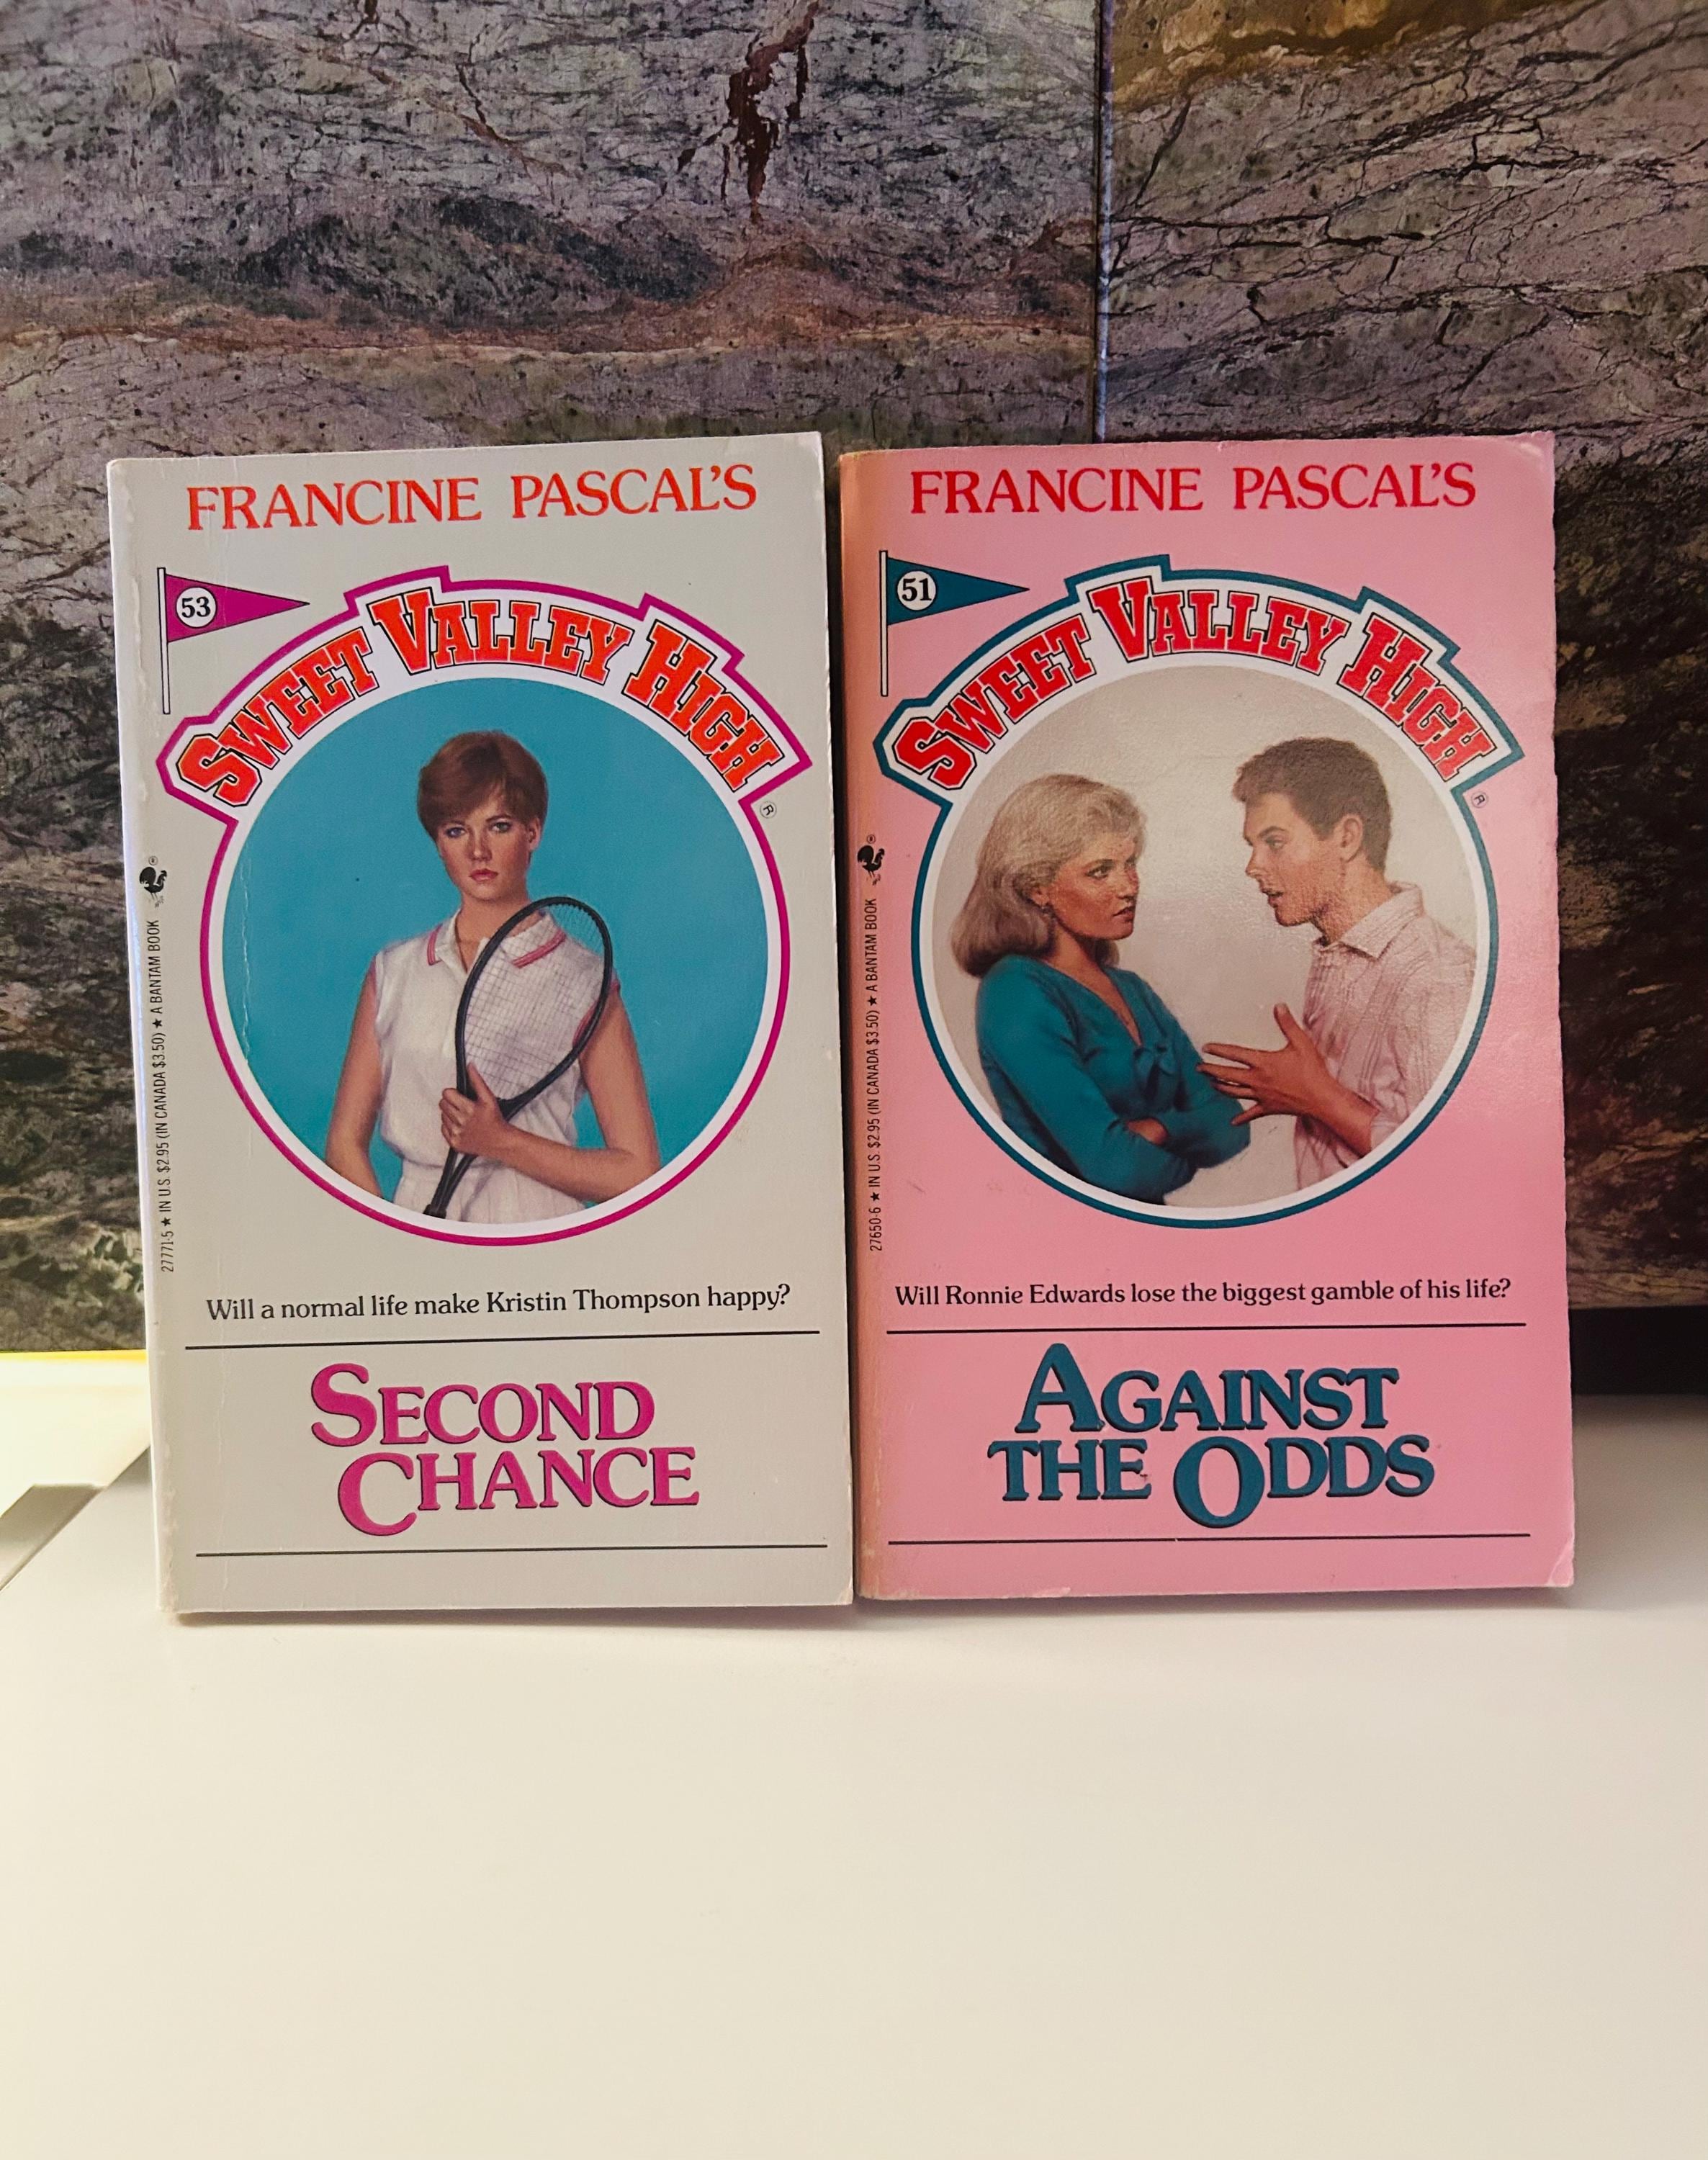 FRANCINE PASCAL'S
53
SWEET VALLEY HIGH
®
27771-5 ★ IN U.S. $2.95 (IN CANADA $3.50) ★ A BANTAM BOOK
®
Will a normal life make Kristin Thompson happy?
SECOND
CHANCE
FRANCINE PASCAL'S
51
SWEET VALLEY HIGH
®
27650-6 ★ IN U.S. $2.95 (IN CANADA $3.50) ★ A BANTAM BOOK
®
Will Ronnie Edwards lose the biggest gamble of his life?
AGAINST
THE ODDS